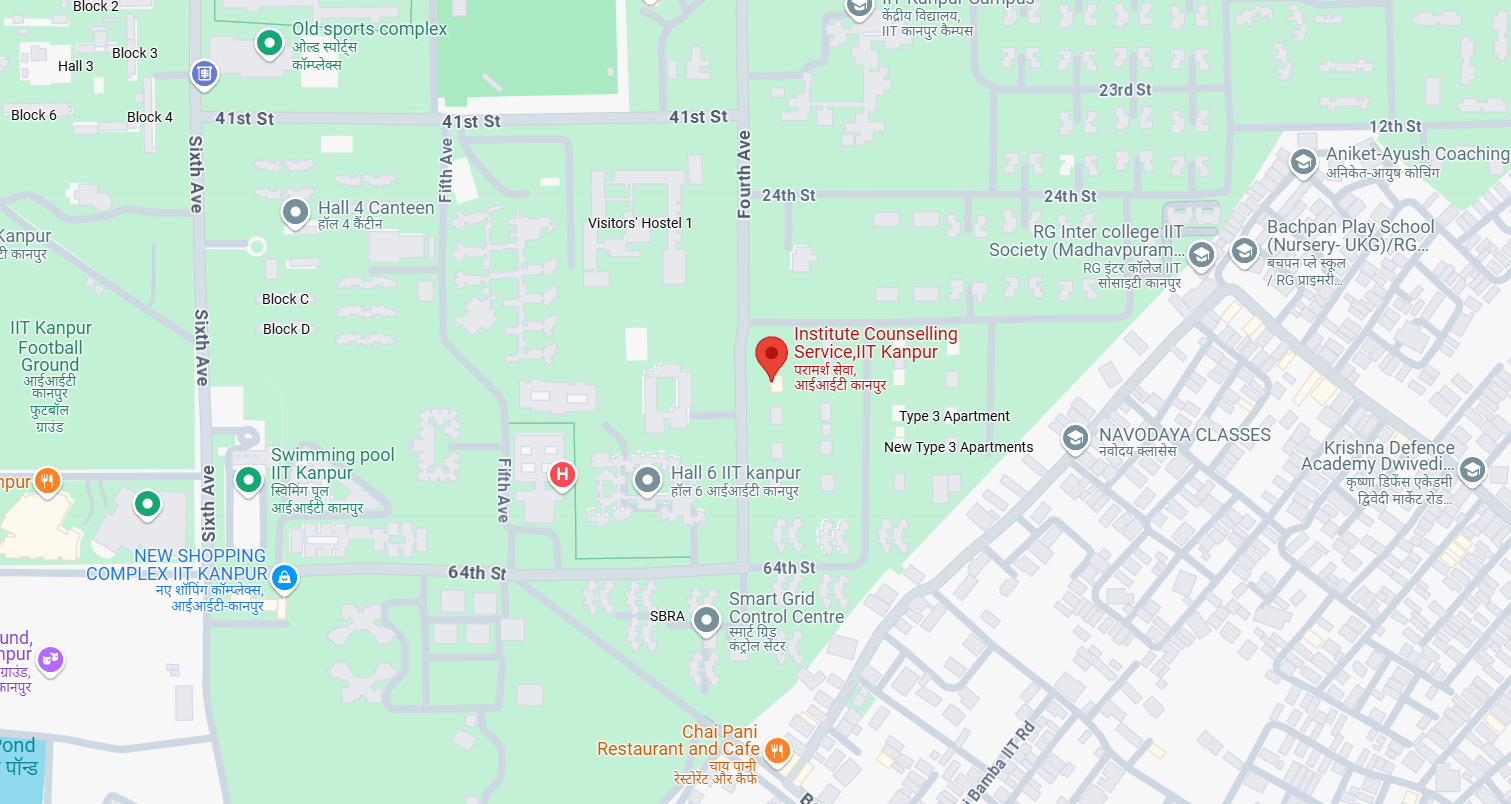 Block 2
Old sports complex
ओल्ड स्पोर्ट्स
कॉम्प्लेक्स
Block 3
Hall 3
Block 6
Block 4
केंद्रीय विद्यालय,
IIT कानपुर कैम्पस
41st St
41st St
41st St
23rd St
12th St
Sixth Ave
Fifth Ave
Fourth Ave
Aniket-Ayush Coaching
अनिकेत-आयुष कोचिंग
24th St
24th St
Hall 4 Canteen
हॉल 4 कैंटीन
Visitors' Hostel 1
Kanpur
टी कानपुर
RG Inter college IIT
Society (Madhavpuram...
RG इंटर कॉलेज IIT
सोसाइटी कानपुर
Bachpan Play School
(Nursery- UKG)/RG...
बचपन प्ले स्कूल
/ RG प्राइमरी...
Block C
Block D
Sixth Ave
IIT Kanpur
Football
Ground
आईआईटी
कानपुर
फुटबॉल
ग्राउंड
Institute Counselling
Service,IIT Kanpur
परामर्श सेवा,
आईआईटी कानपुर
Type 3 Apartment
New Type 3 Apartments
NAVODAYA CLASSES
नवोदय क्लासेस
Krishna Defence
Academy Dwivedi...
कृष्णा डिफेंस एकेडमी
द्विवेदी मार्केट रोड...
Swimming pool
IIT Kanpur
स्विमिंग पूल
आईआईटी कानपुर
H
Hall 6 IIT kanpur
हॉल 6 आईआईटी कानपुर
npur
Sixth Ave
Fifth Ave
NEW SHOPPING
COMPLEX IIT KANPUR
नए शॉपिंग कॉम्प्लेक्स,
आईआईटी-कानपुर
64th St
64th St
SBRA
Smart Grid
Control Centre
स्मार्ट ग्रिड
कंट्रोल सेंटर
und,
npur
ग्राउंड,
कानपुर
Chai Pani
Restaurant and Cafe
चाय पानी
रेस्टोरेंट और कैफे
Pond
पॉन्ड
i Bamba IIT Rd